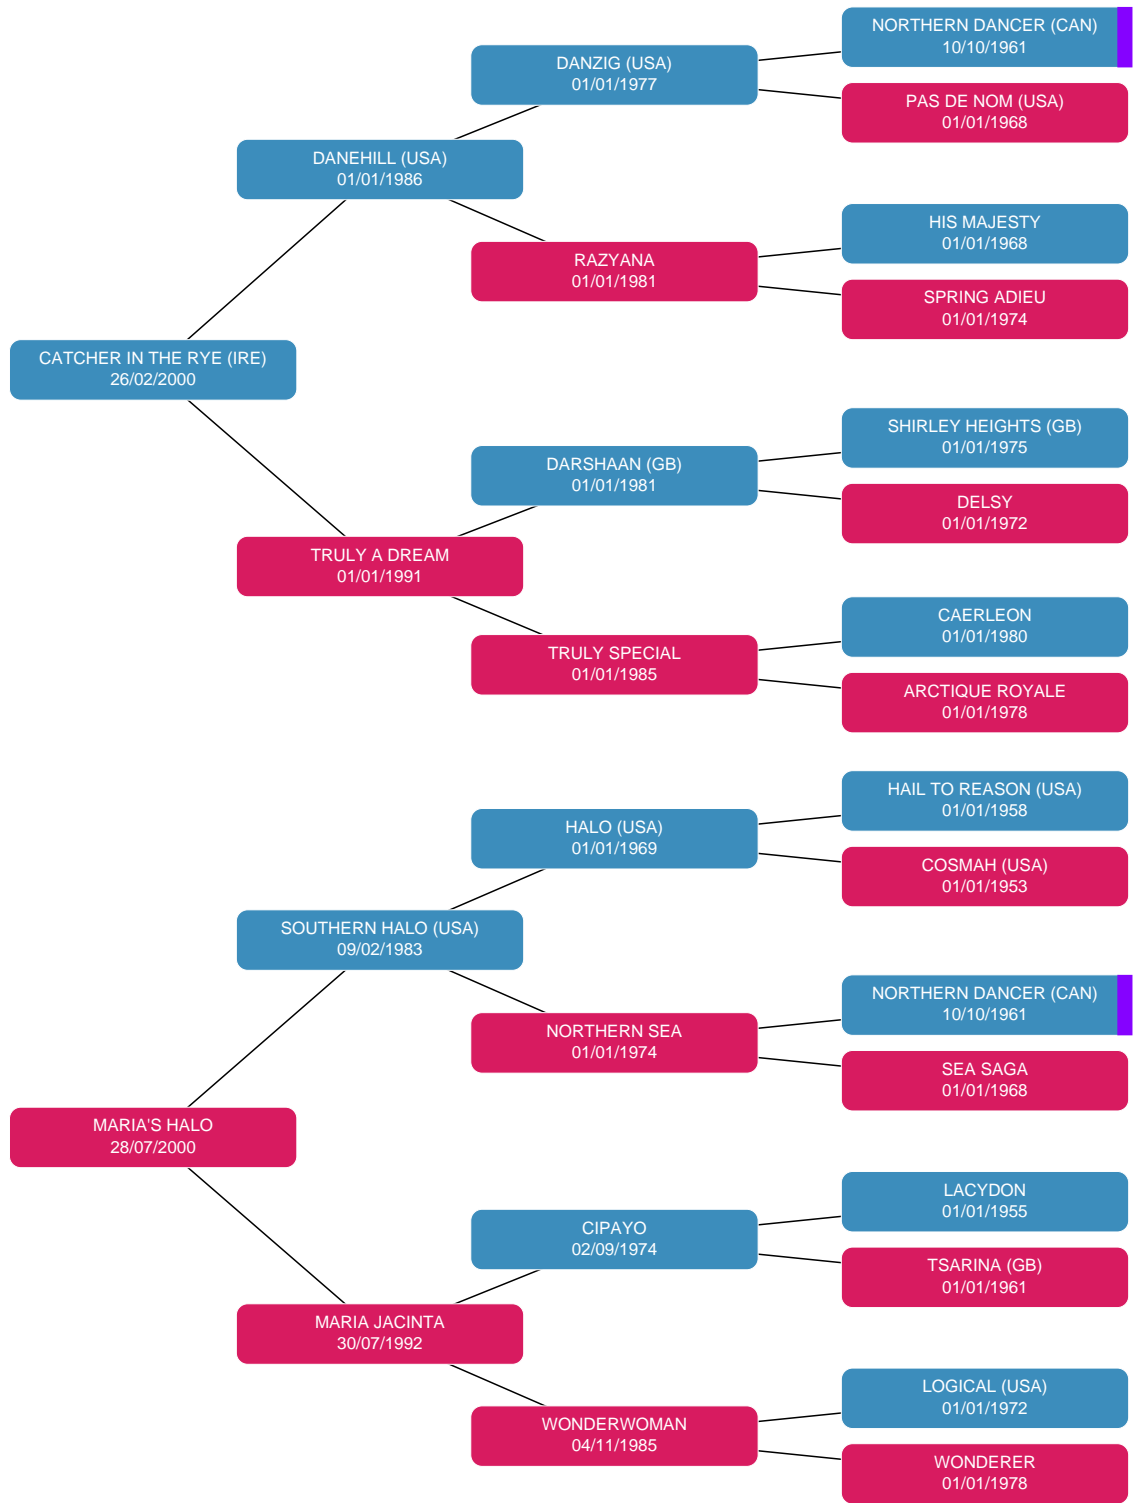 NORTHERN DANCER (CAN)
10/10/1961
DANZIG (USA)
01/01/1977
PAS DE NOM (USA)
01/01/1968
DANEHILL (USA)
01/01/1986
HIS MAJESTY
01/01/1968
RAZYANA
01/01/1981
SPRING ADIEU
01/01/1974
CATCHER IN THE RYE (IRE)
26/02/2000
SHIRLEY HEIGHTS (GB)
01/01/1975
DARSHAAN (GB)
01/01/1981
DELSY
01/01/1972
TRULY A DREAM
01/01/1991
CAERLEON
01/01/1980
TRULY SPECIAL
01/01/1985
ARCTIQUE ROYALE
01/01/1978
HAIL TO REASON (USA)
01/01/1958
HALO (USA)
01/01/1969
COSMAH (USA)
01/01/1953
SOUTHERN HALO (USA)
09/02/1983
NORTHERN DANCER (CAN)
10/10/1961
NORTHERN SEA
01/01/1974
SEA SAGA
01/01/1968
MARIA'S HALO
28/07/2000
LACYDON
01/01/1955
CIPAYO
02/09/1974
TSARINA (GB)
01/01/1961
MARIA JACINTA
30/07/1992
LOGICAL (USA)
01/01/1972
WONDERWOMAN
04/11/1985
WONDERER
01/01/1978